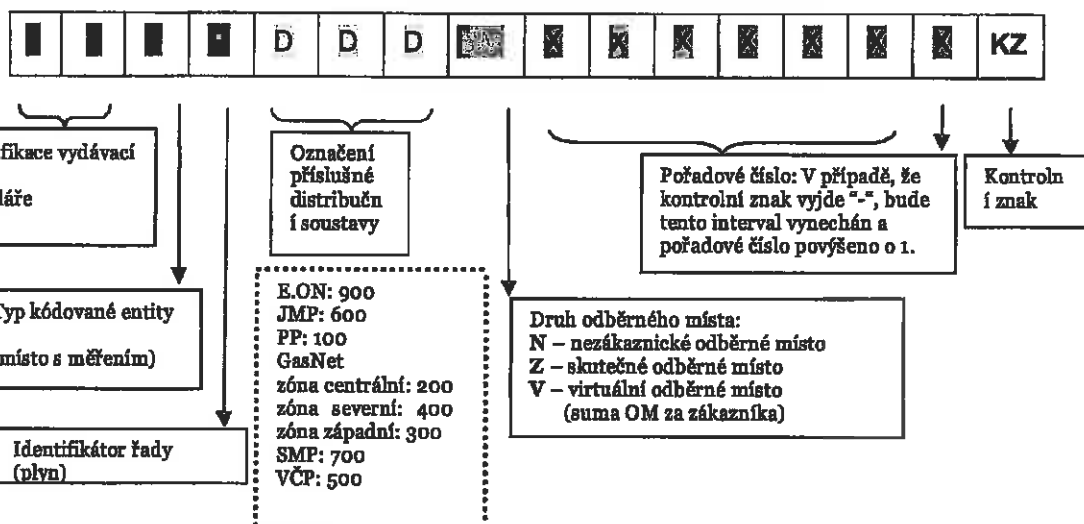 D D D X X X X X X X KZ
fikace vydávací
láře
Označení
příslušné
distribučn
í soustavy
Pořadové číslo: V případě, že
kontrolní znak vyjde "-", bude
tento interval vynechán a
pořadové číslo povýšeno o 1.
Kontroln
í znak
Typ kódované entity
místo s měřením)
E.ON: 900
JMP: 600
PP: 100
GasNet
zóna centrální: 200
zóna severní: 400
zóna západní: 300
SMP: 700
VČP: 500
Druh odběrného místa:
N – nezákaznické odběrné místo
Z – skutečné odběrné místo
V – virtuální odběrné místo
(suma OM za zákazníka)
Identifikátor řady
(plyn)